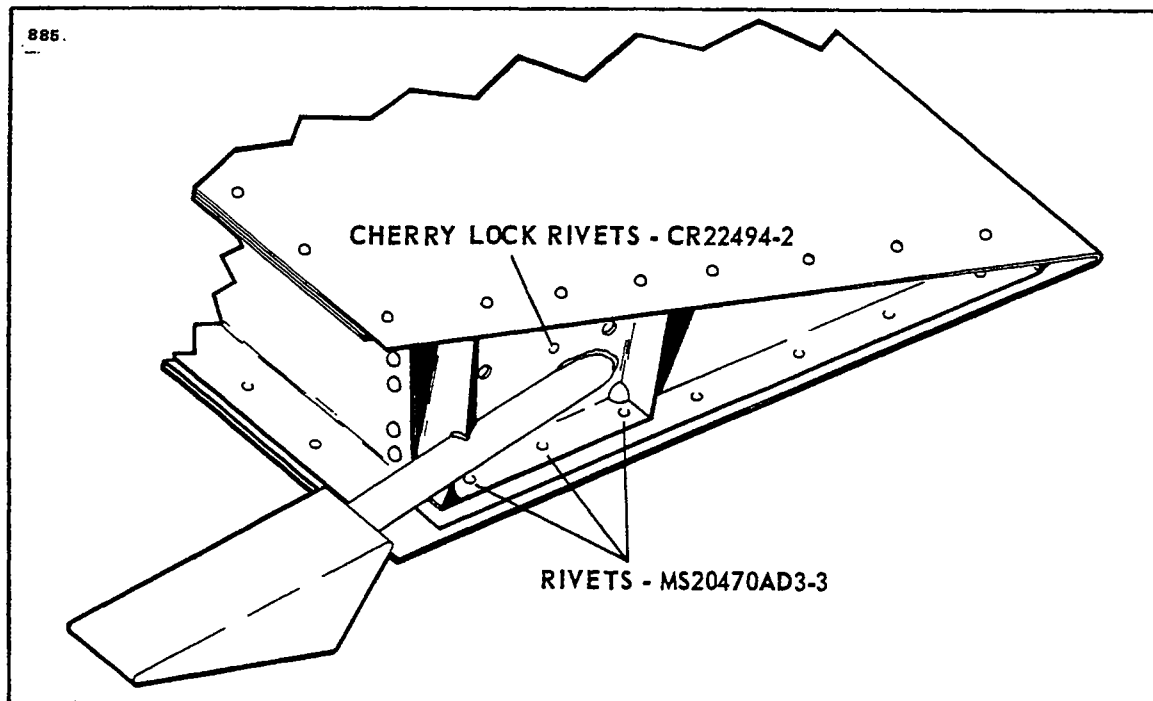 885.
CHERRY LOCK RIVETS - CR22494-2
RIVETS - MS20470AD3-3